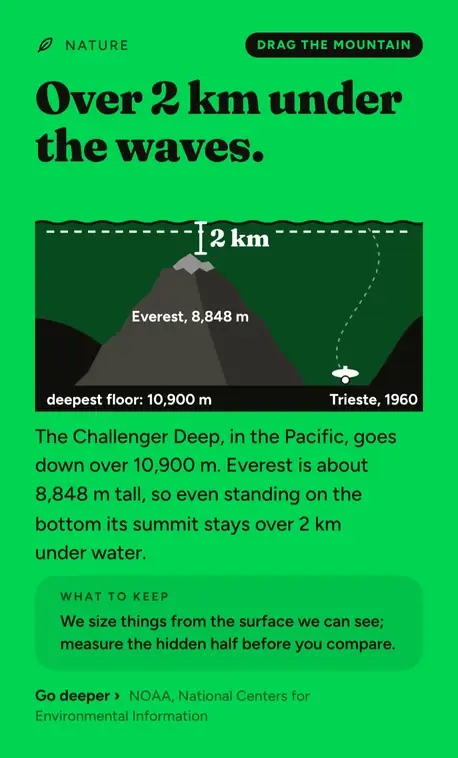 NATURE
DRAG THE MOUNTAIN
Over 2 km under
the waves.
2 km
Everest, 8,848 m
deepest floor: 10,900 m
Trieste, 1960
The Challenger Deep, in the Pacific, goes
down over 10,900 m. Everest is about
8,848 m tall, so even standing on the
bottom its summit stays over 2 km
under water.
WHAT TO KEEP
We size things from the surface we can see;
measure the hidden half before you compare.
Go deeper › NOAA, National Centers for
Environmental Information